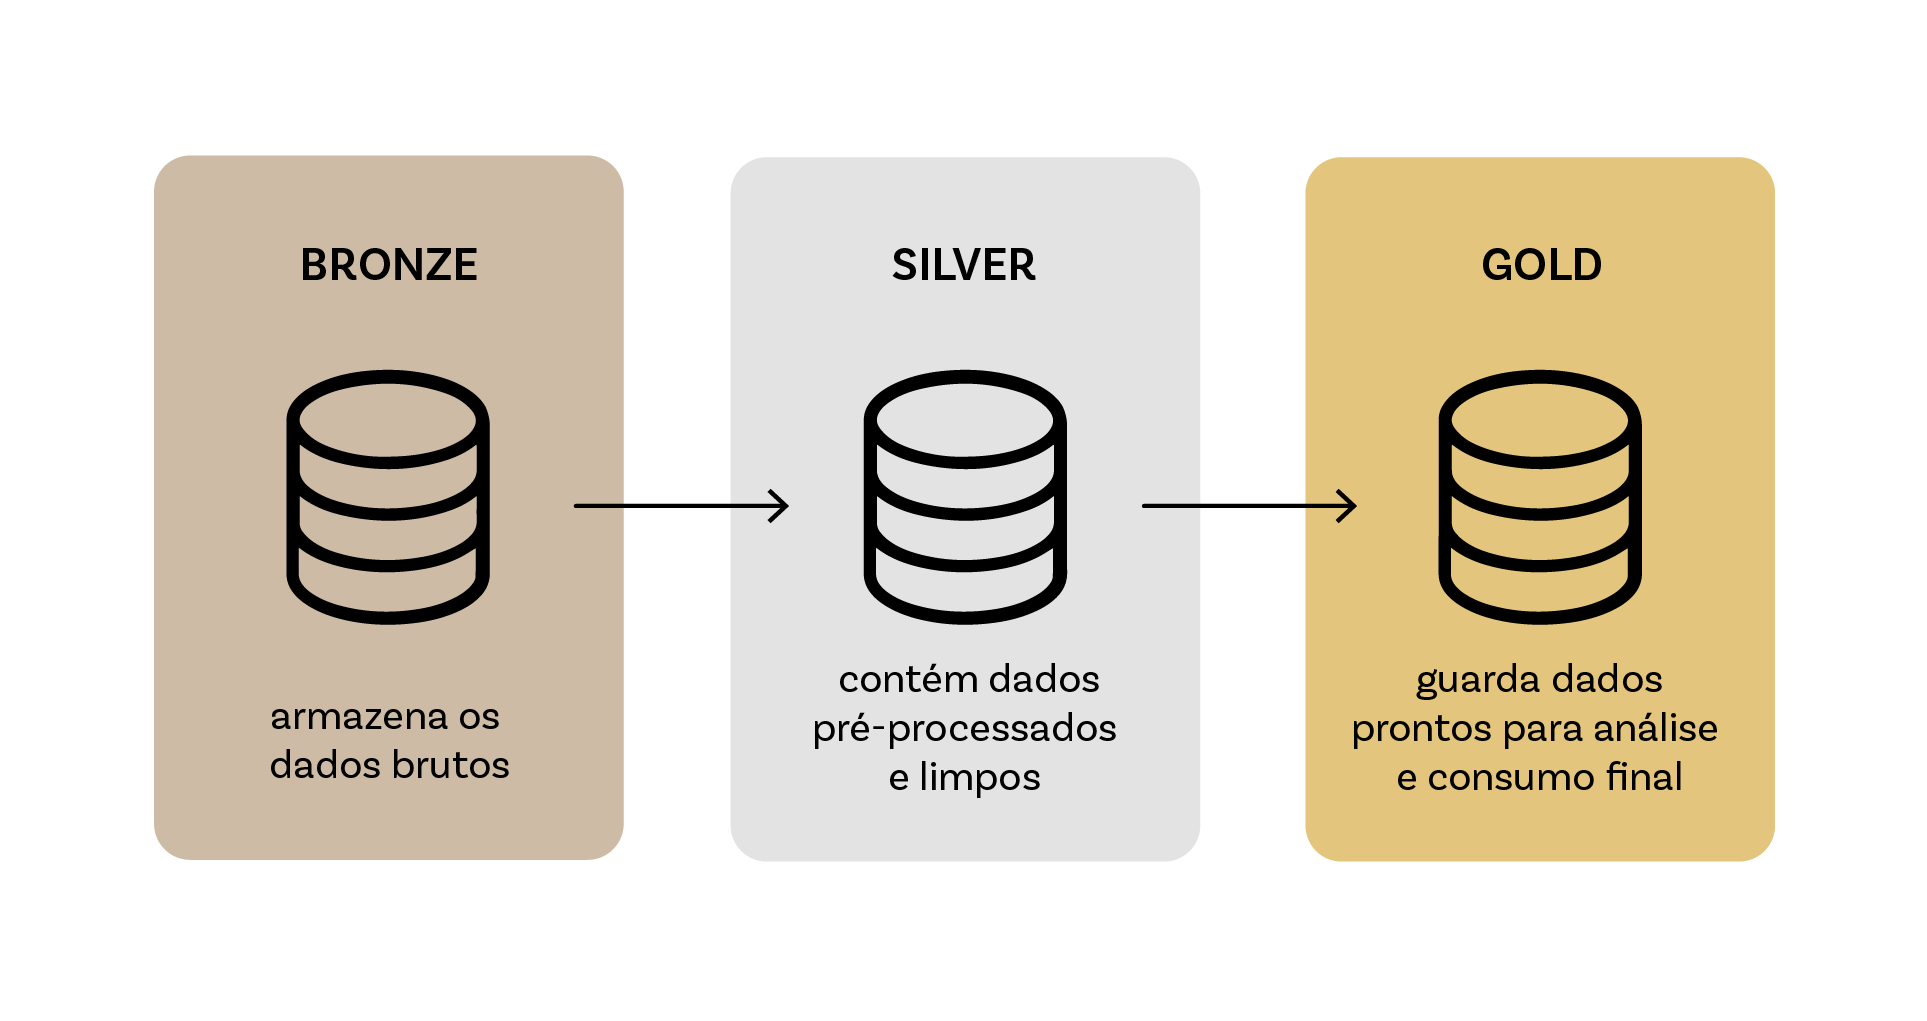 BRONZE
armazena os
dados brutos
SILVER
contém dados
pré-processados
e limpos
GOLD
guarda dados
prontos para análise
e consumo final